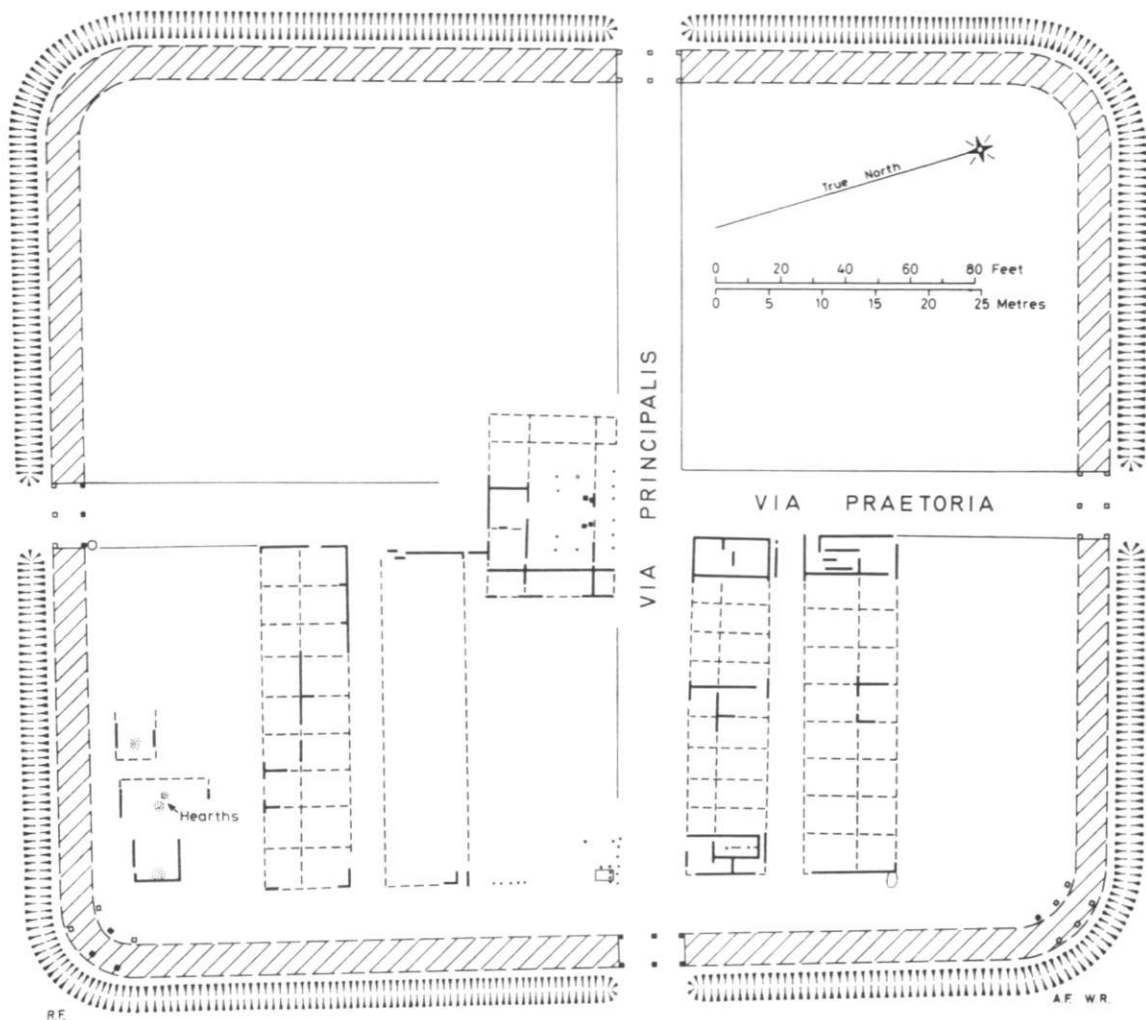 True North
0 20 40 60 80 Feet
0 5 10 15 20 25 Metres
VIA PRINCIPALIS
VIA PRAETORIA
Hearths
R.F.
A.F. W.R.